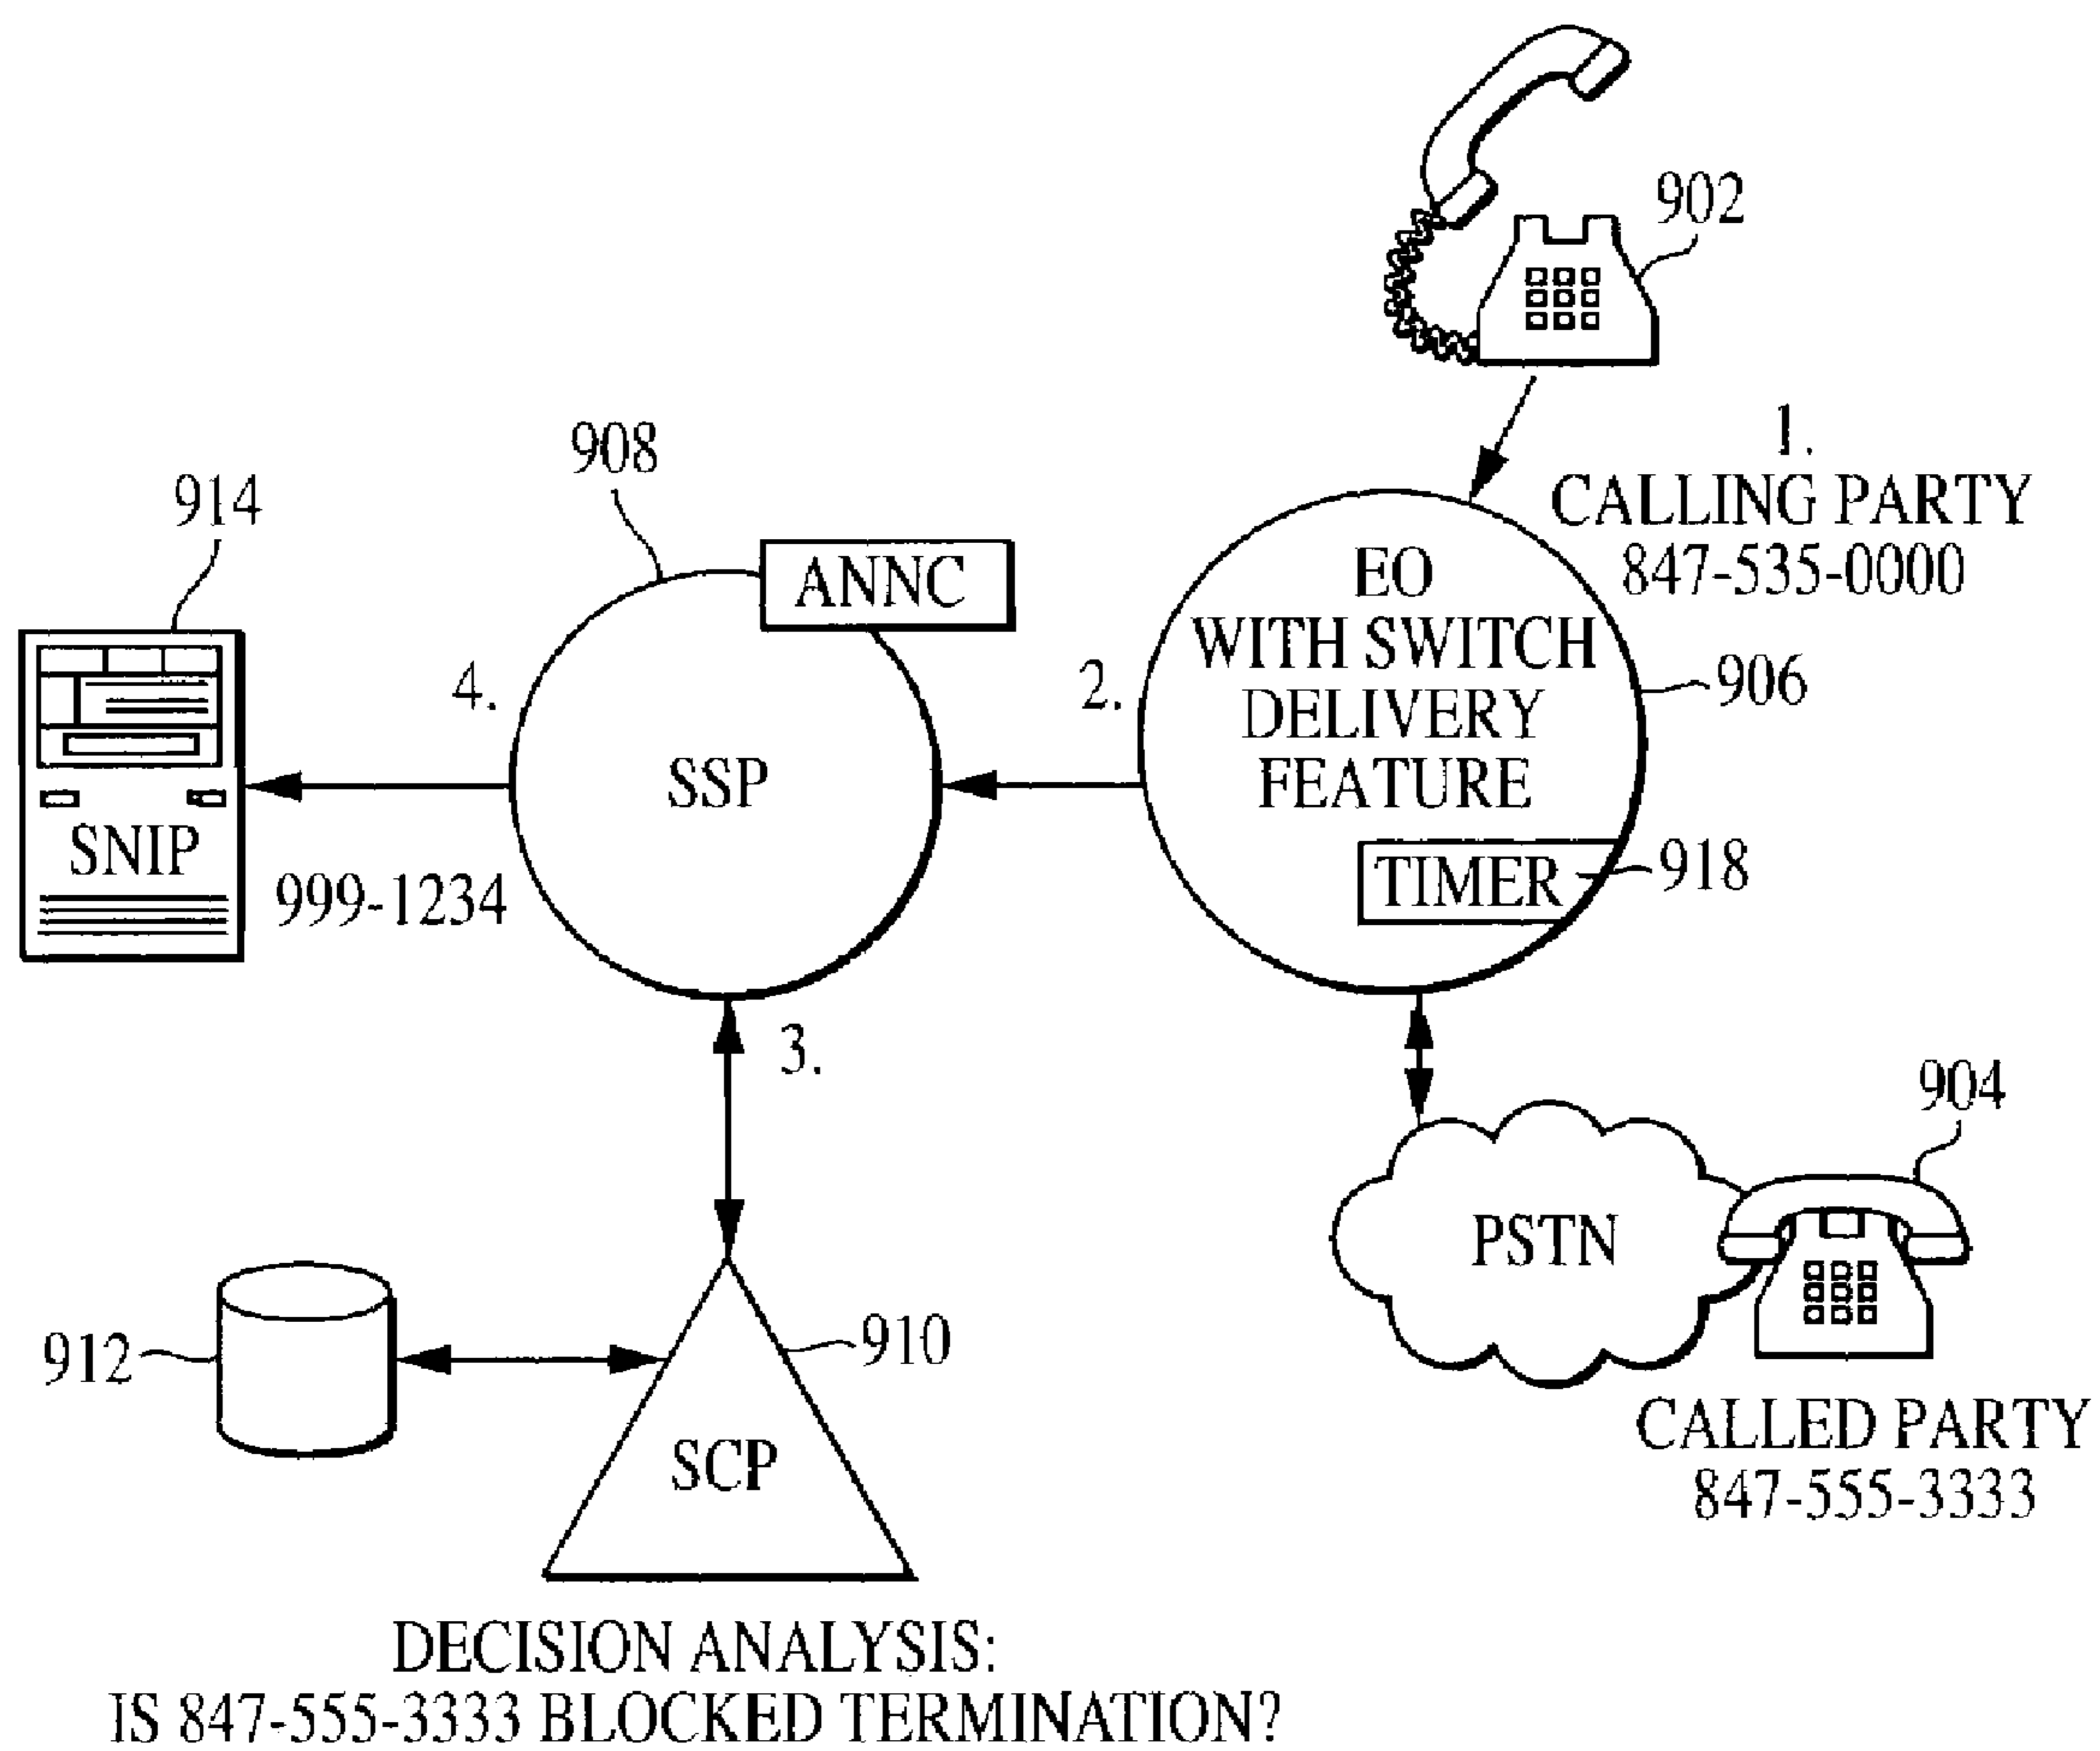 902
1.
CALLING PARTY
847-535-0000
908
914
ANNC
EO
WITH SWITCH
DELIVERY
FEATURE
906
4.
2.
SSP
SNIP
999-1234
TIMER
918
3.
904
PSTN
912
910
SCP
CALLED PARTY
847-555-3333
DECISION ANALYSIS:
IS 847-555-3333 BLOCKED TERMINATION?